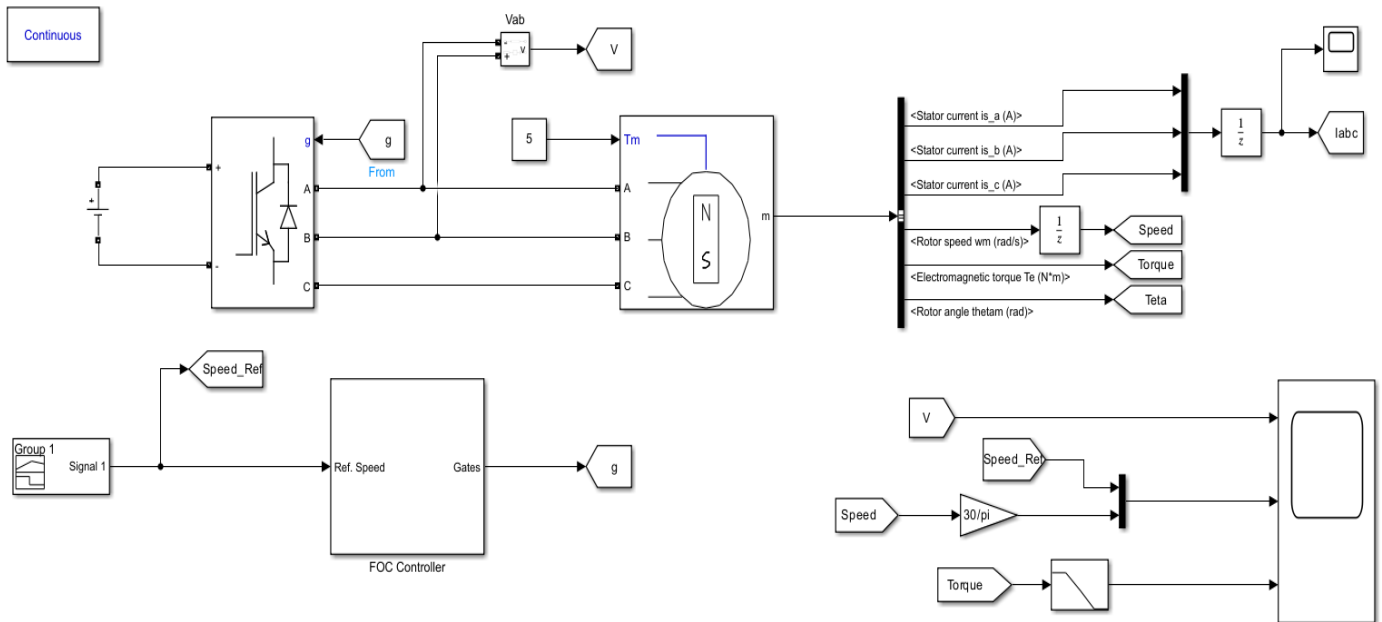 Continuous
Vab
v
-
+
V
g
g
From
+
-
A
B
C
5
Tm
A
B
C
N
S
m
+
<Stator current is_a (A)>
<Stator current is_b (A)>
<Stator current is_c (A)>
<Rotor speed wm (rad/s)>
<Electromagnetic torque Te (N*m)>
<Rotor angle thetam (rad)>
1
z
Iabc
1
z
Speed
Torque
Teta
Speed_Ref
Group 1
Signal 1
Ref. Speed
Gates
FOC Controller
g
V
Speed_Ref
Speed
30/pi
Torque